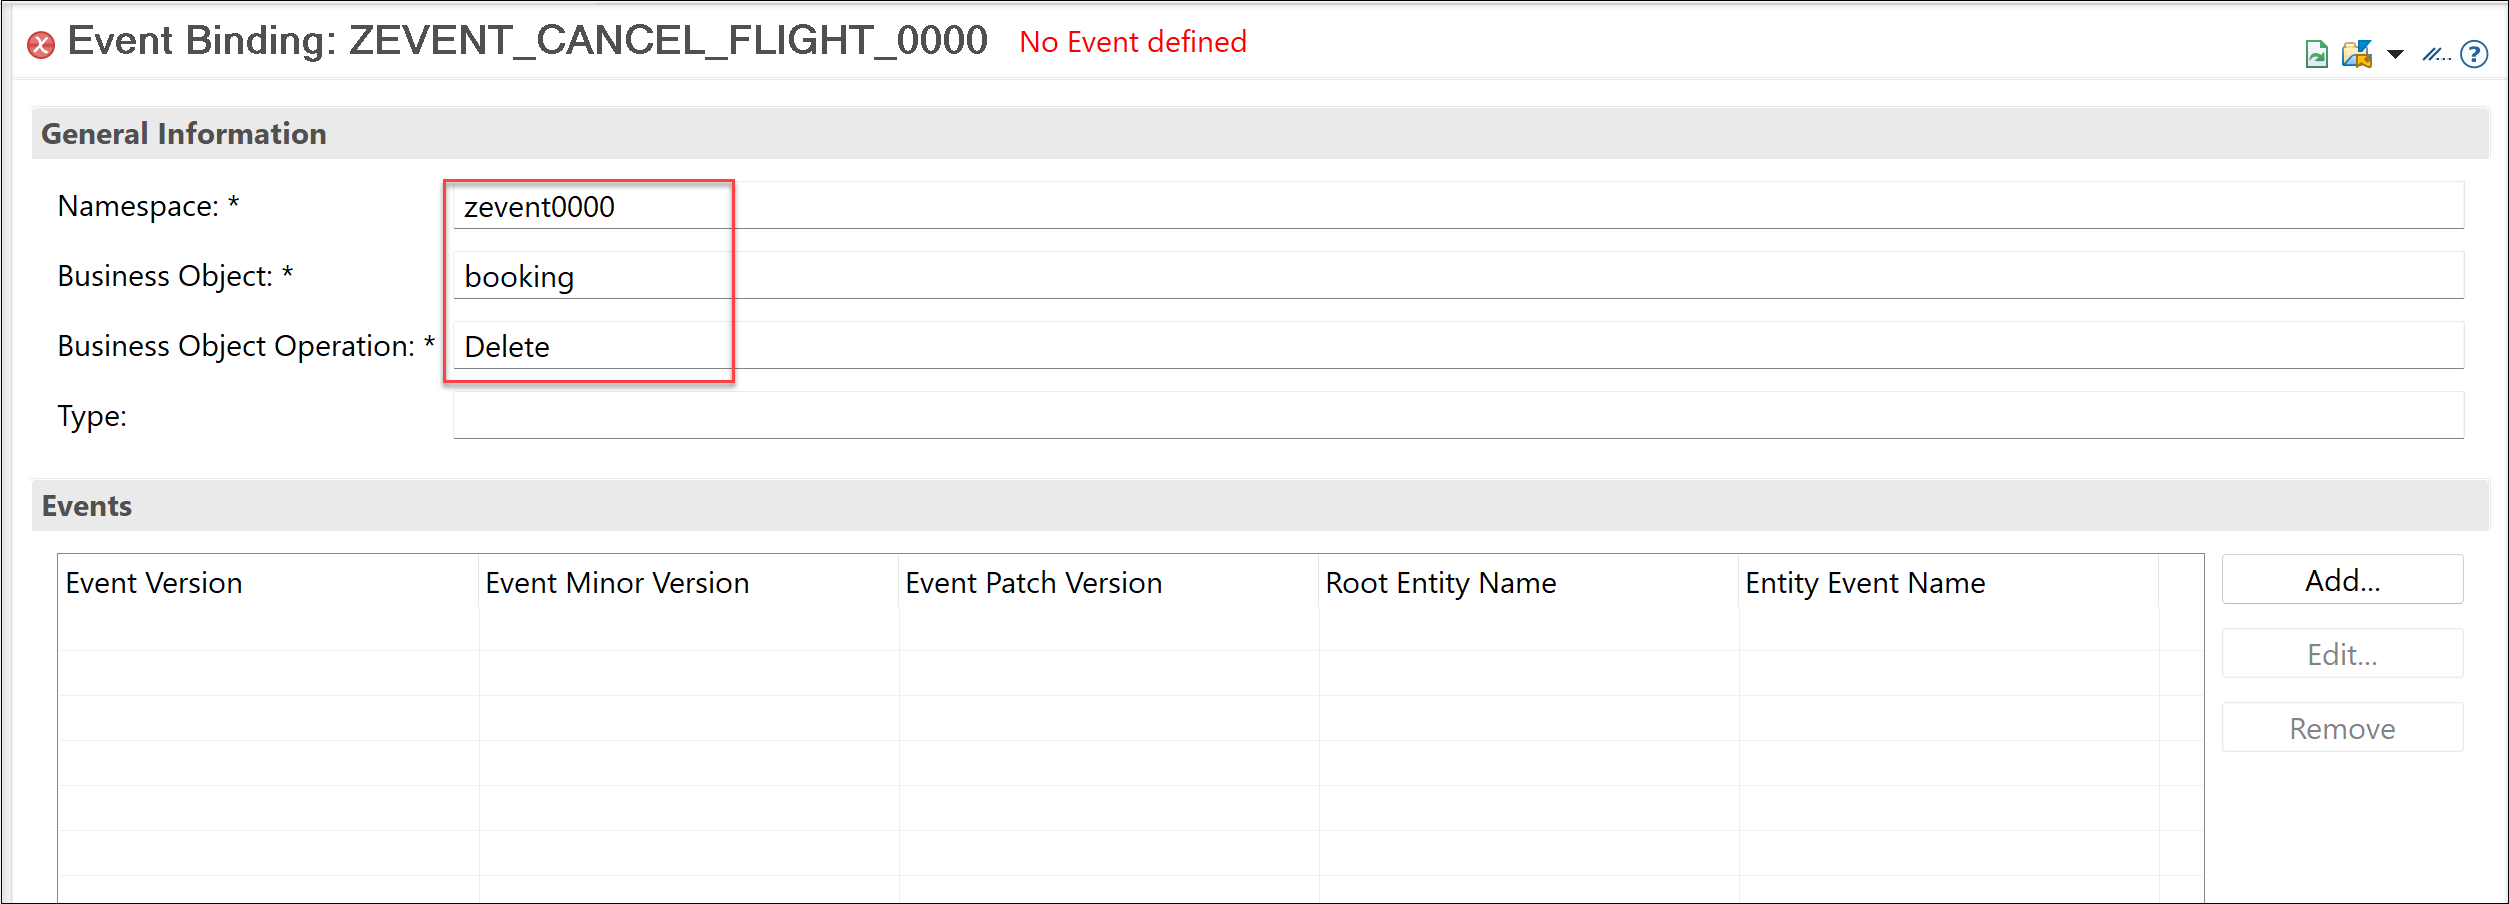 Event Binding: ZEVENT_CANCEL_FLIGHT_0000 No Event defined
General Information
Namespace: * zevent0000
Business Object: * booking
Business Object Operation: * Delete
Type:
Events
Event Version Event Minor Version Event Patch Version Root Entity Name Entity Event Name
Add...
Edit...
Remove